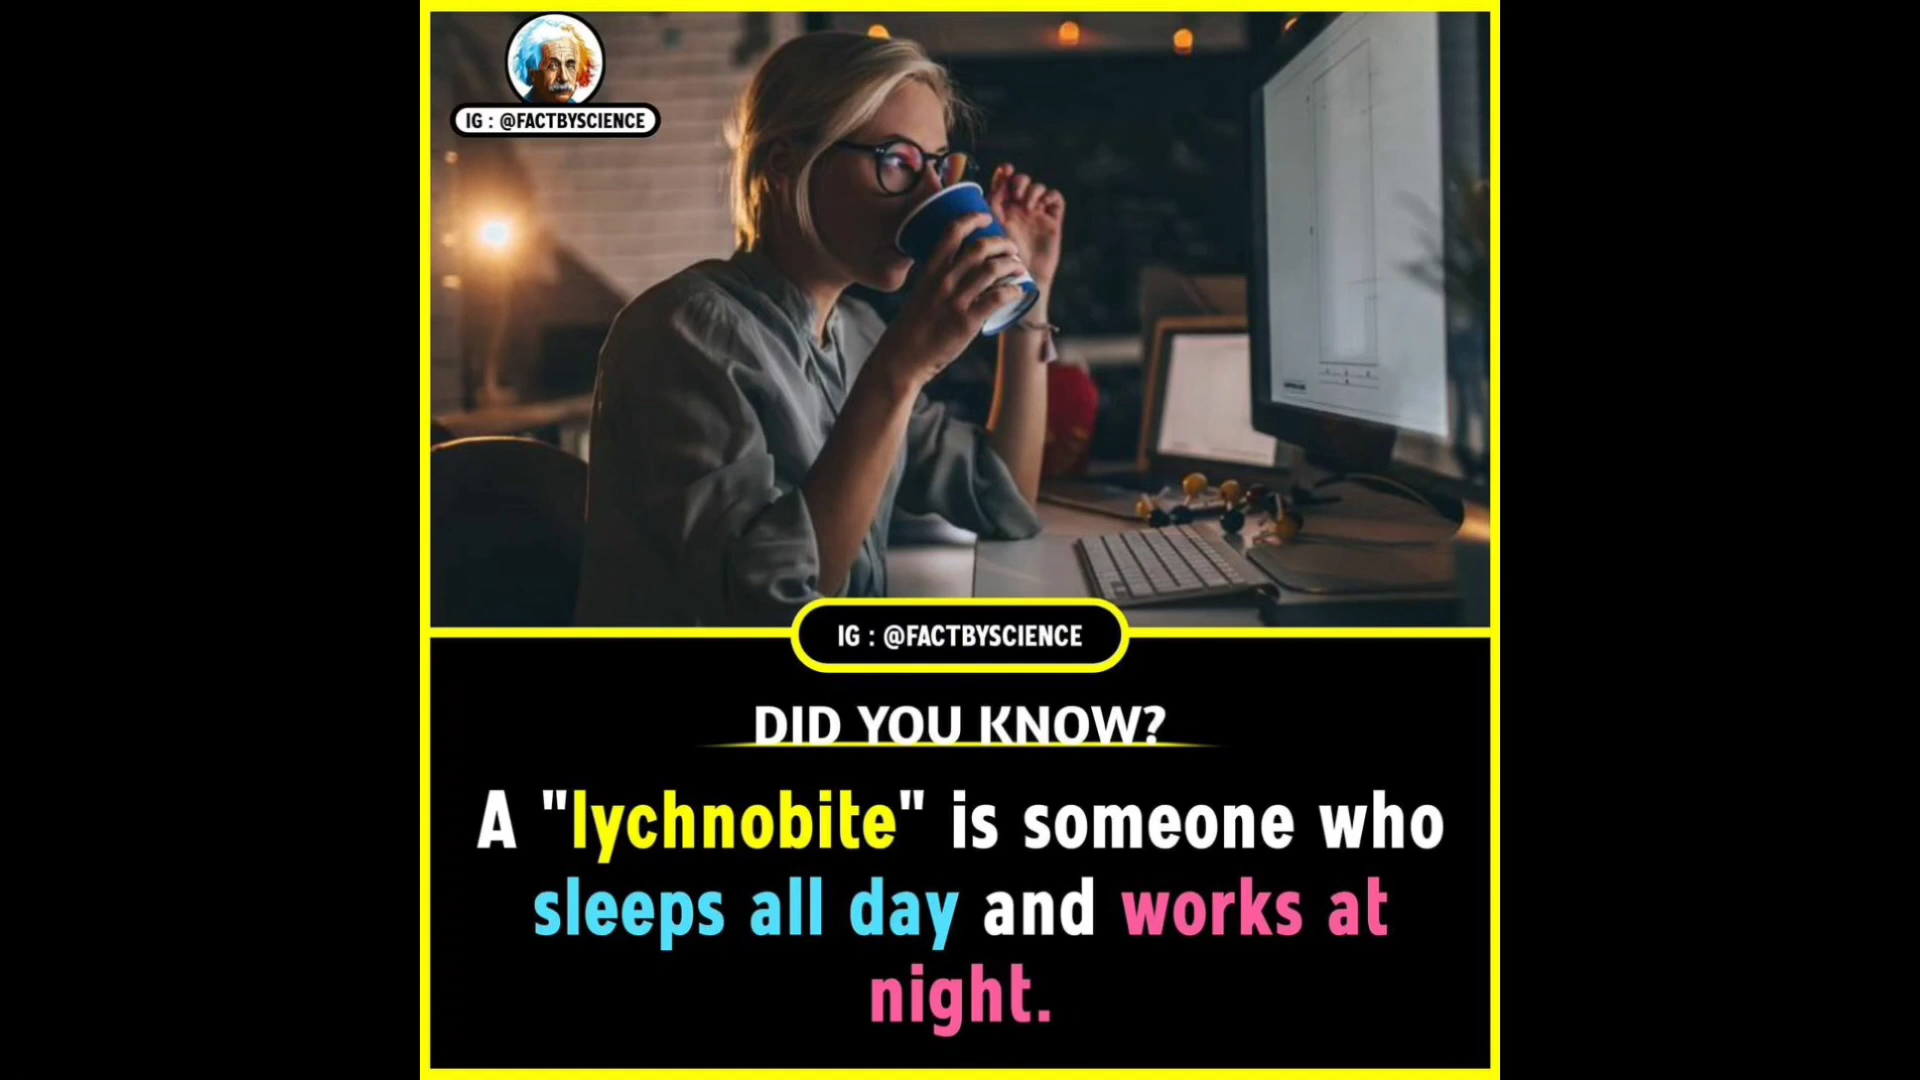 IG : @FACTBYSCIENCE
IG : @FACTBYSCIENCE
DID YOU KNOW?
A "lychnobite" is someone who
sleeps all day and works at
night.